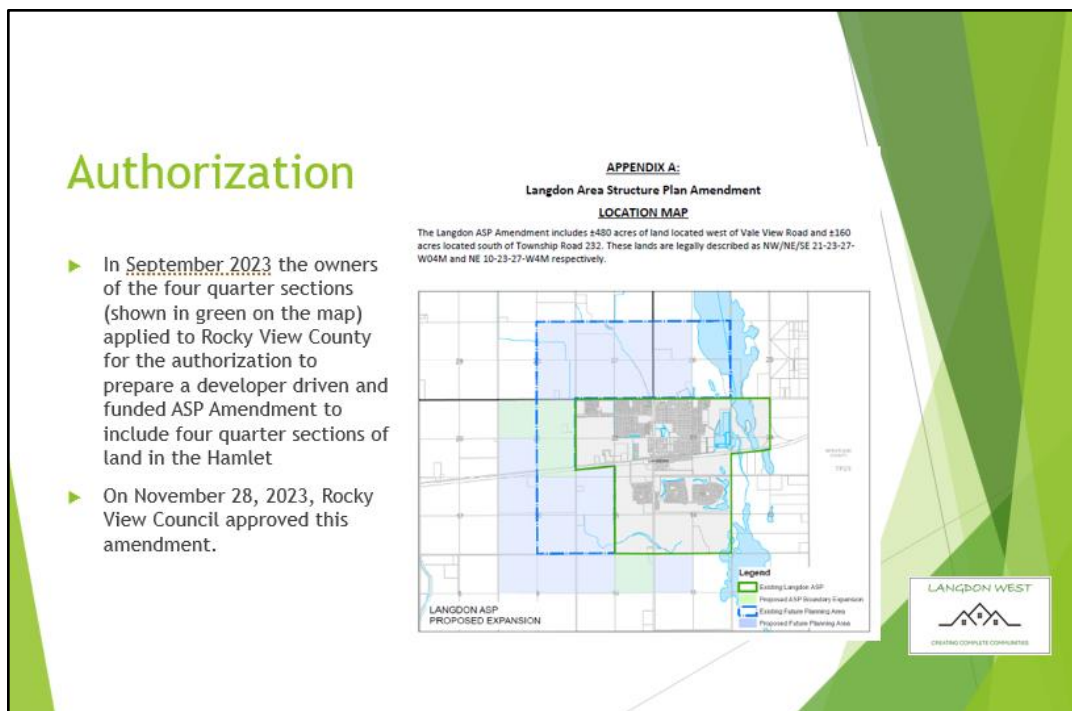 Authorization
In September 2023 the owners
of the four quarter sections
(shown in green on the map)
applied to Rocky View County
for the authorization to
prepare a developer driven and
funded ASP Amendment to
include four quarter sections of
land in the Hamlet
On November 28, 2023, Rocky
View Council approved this
amendment.
APPENDIX A:
Langdon Area Structure Plan Amendment
LOCATION MAP
The Langdon ASP Amendment includes ±480 acres of land located west of Vale View Road and ±160
acres located south of Township Road 232. These lands are legally described as NW/NE/SE 21-23-27-
W04M and NE 10-23-27-W4M respectively.
Legend
Existing Langdon ASP
Proposed ASP Boundary Expansion
Existing Future Planning Area
Proposed Future Planning Area
LANGDON ASP
PROPOSED EXPANSION
LANGDON WEST
CREATING COMPLETE COMMUNITIES